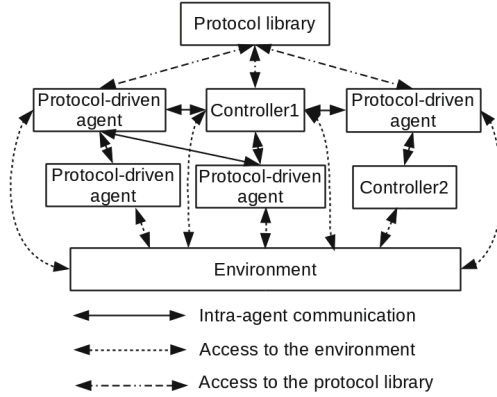 Protocol library
Protocol-driven
agent
Controller1
Protocol-driven
agent
Protocol-driven
agent
Protocol-driven
agent
Controller2
Environment
Intra-agent communication
Access to the environment
Access to the protocol library